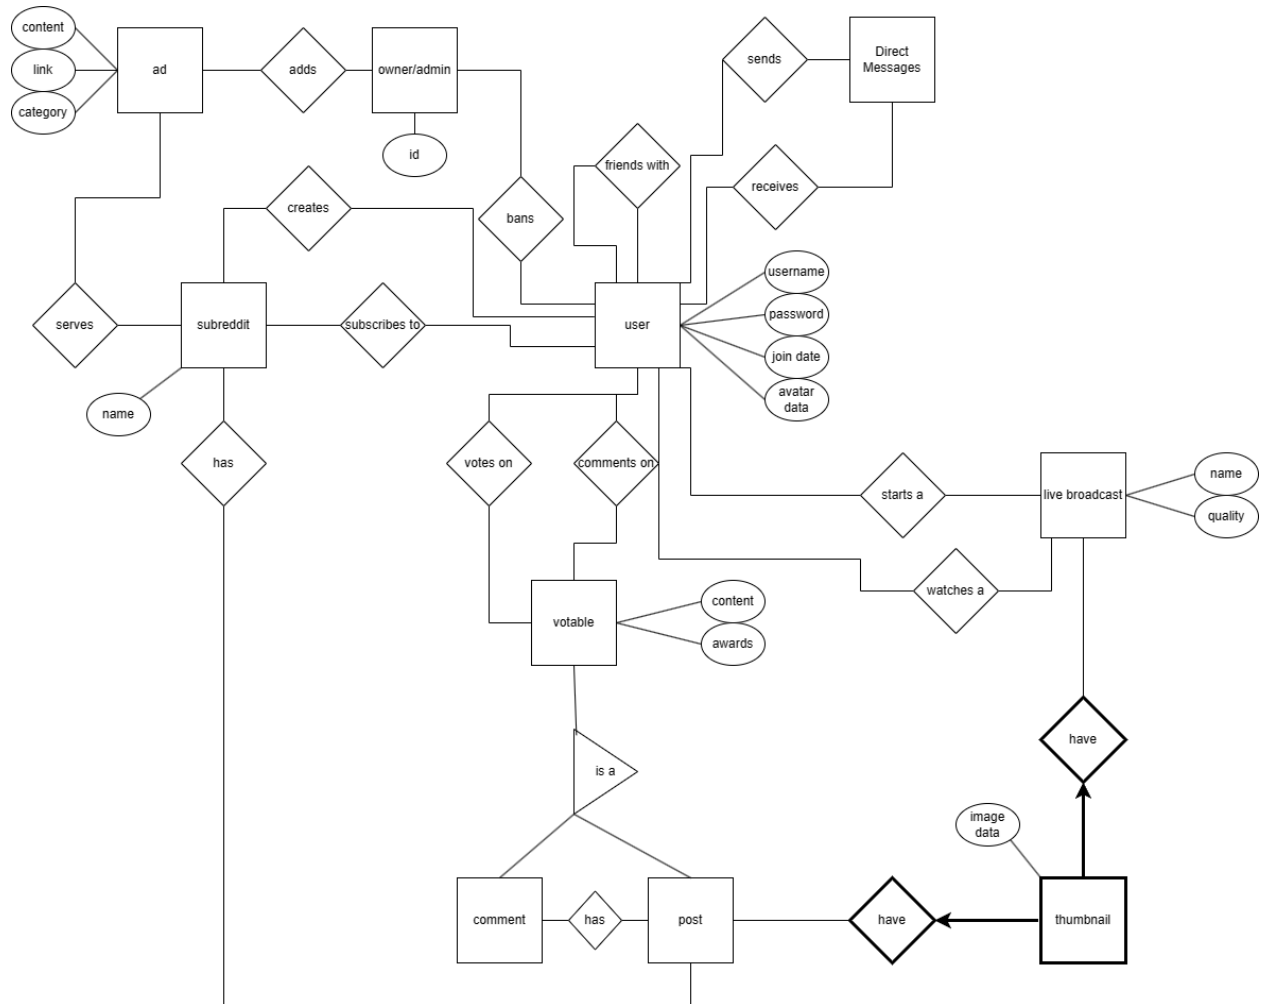 content
link
category
ad
adds
owner/admin
id
sends
Direct
Messages
friends with
receives
creates
bans
serves
subreddit
subscribes to
user
username
password
join date
avatar
data
name
has
votes on
comments on
starts a
live broadcast
name
quality
watches a
votable
content
awards
is a
have
image
data
comment
has
post
have
thumbnail